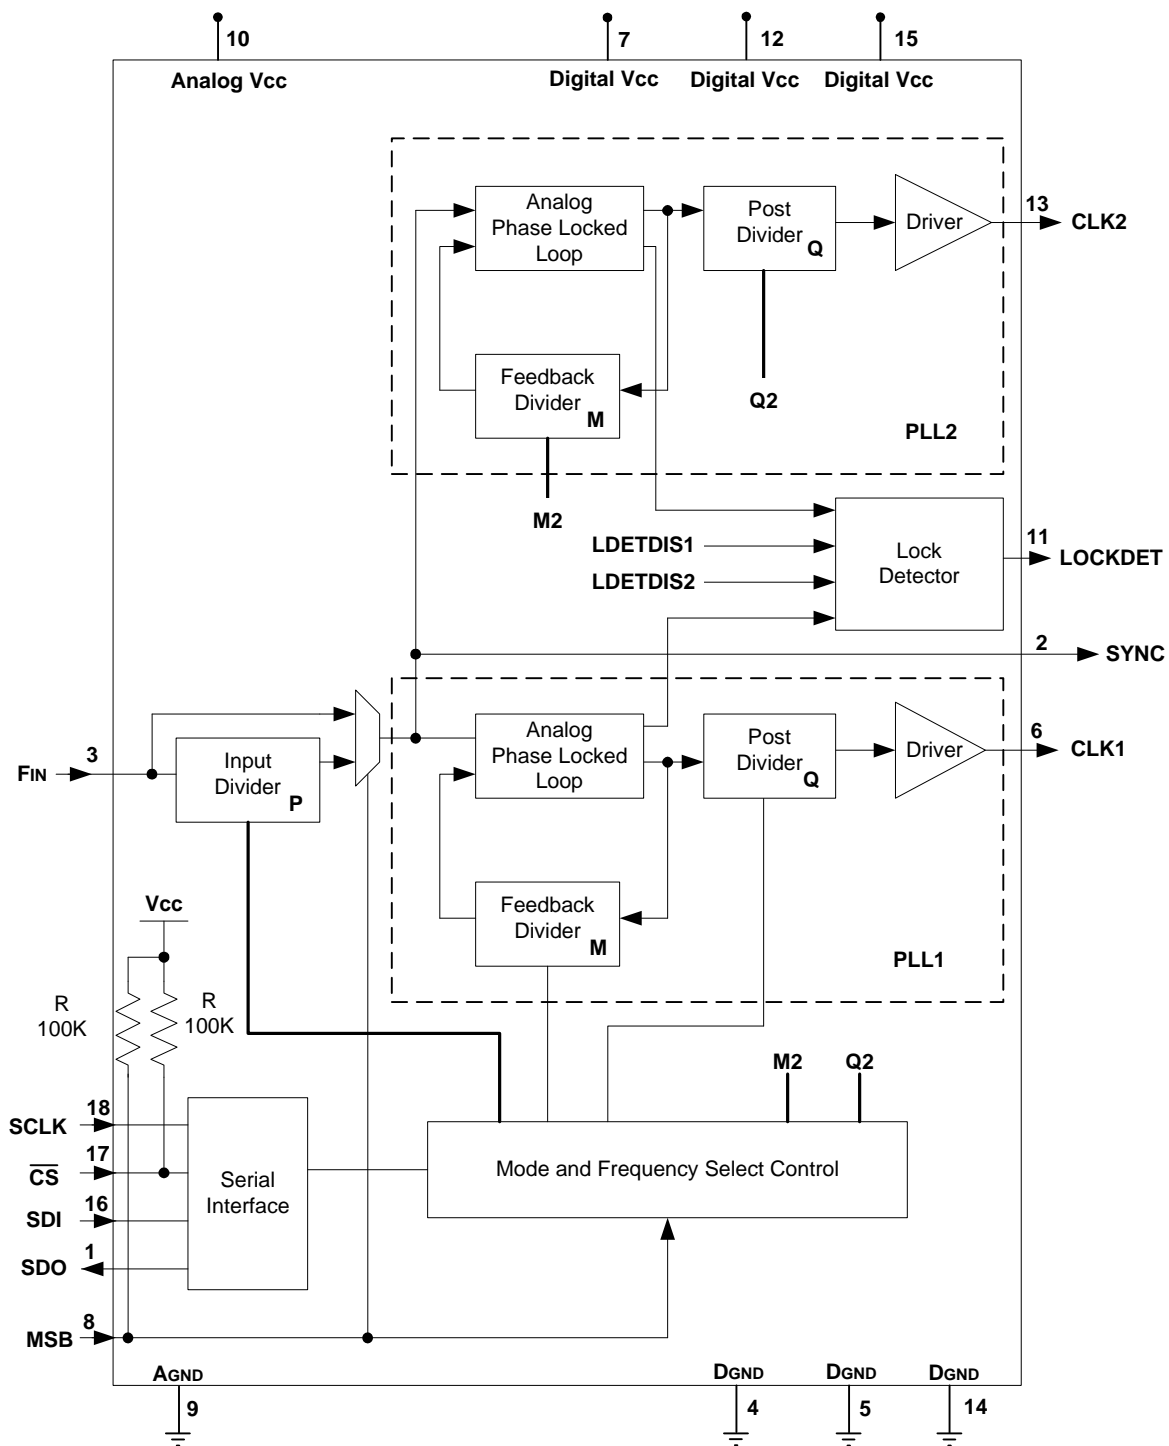 10
7
12
15
Analog Vcc
Digital Vcc
Digital Vcc
Digital Vcc
Analog
Phase Locked
Loop
Post
Divider
Q
Driver
13
CLK2
Feedback
Divider
M
Q2
PLL2
M2
LDETDIS1
LDETDIS2
Lock
Detector
11
LOCKDET
2
SYNC
3
FIN
Input
Divider
P
Analog
Phase Locked
Loop
Post
Divider
Q
Driver
6
CLK1
Feedback
Divider
M
PLL1
Vcc
R
100K
R
100K
M2
Q2
18
SCLK
17
CS
16
SDI
1
SDO
8
MSB
Serial
Interface
Mode and Frequency Select Control
AGND
9
DGND
4
DGND
5
DGND
14